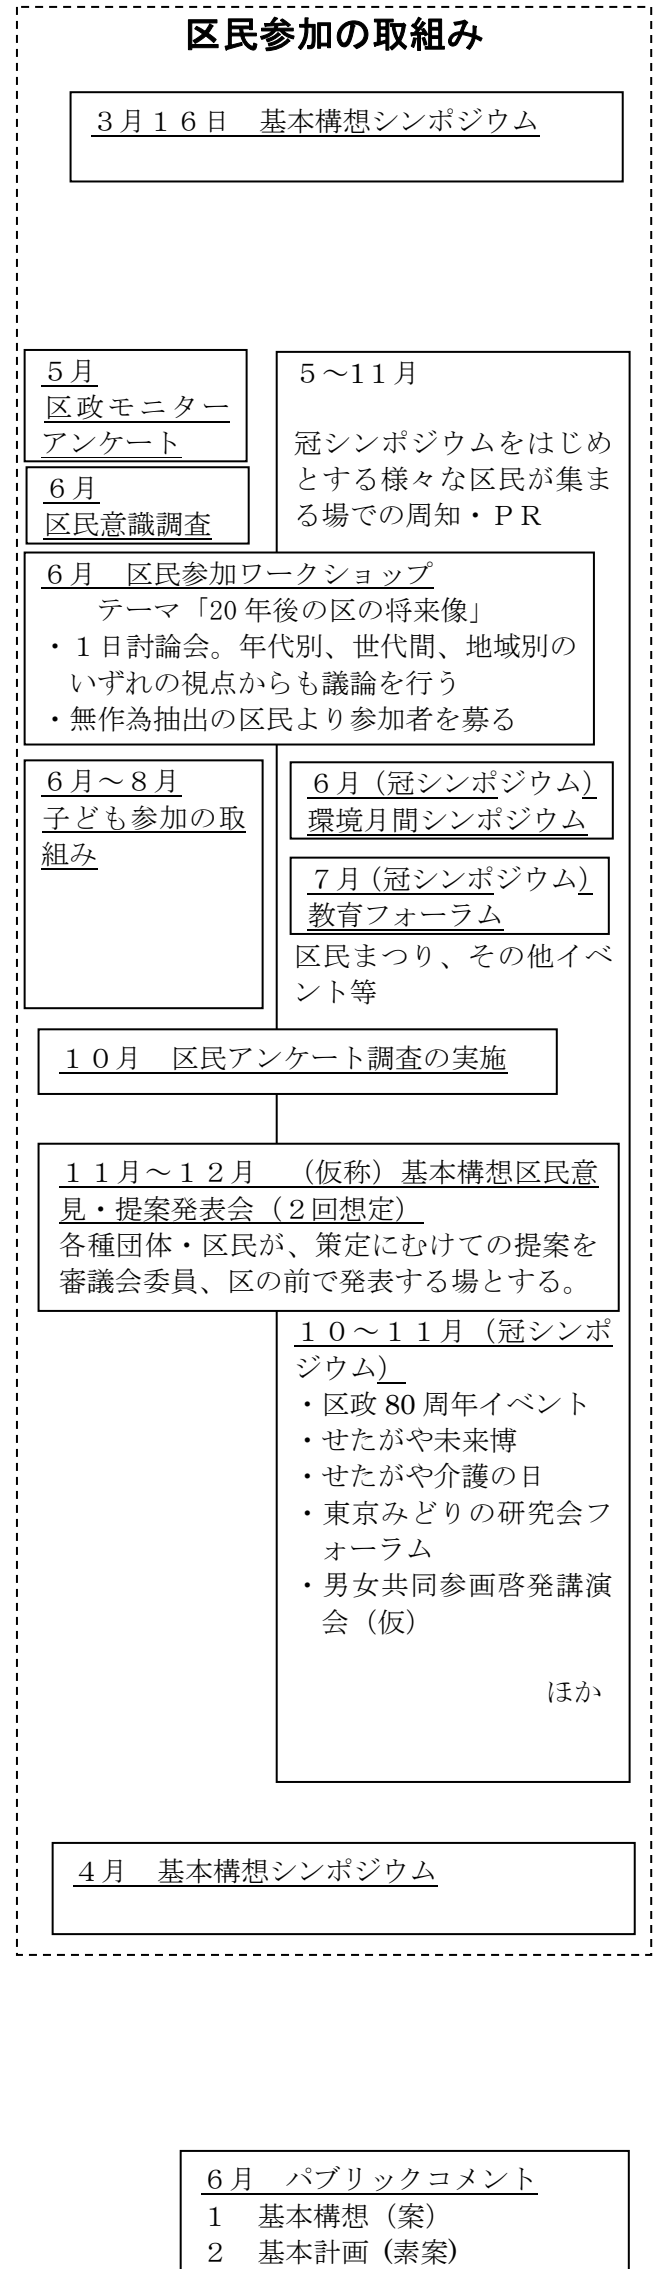 区民参加の取組み
３月１６日　基本構想シンポジウム
５月
区政モニター
アンケート
６月
区民意識調査
５～11月
冠シンポジウムをはじめ
とする様々な区民が集ま
る場での周知・ＰＲ
６月　区民参加ワークショップ
テーマ「20年後の区の将来像」
・１日討論会。年代別、世代間、地域別の
いずれの視点からも議論を行う
・無作為抽出の区民より参加者を募る
６月～８月
子ども参加の取
組み
６月（冠シンポジウム）
環境月間シンポジウム
７月（冠シンポジウム）
教育フォーラム
区民まつり、その他イベ
ント等
１０月　区民アンケート調査の実施
１１月～１２月　（仮称）基本構想区民意
見・提案発表会（２回想定）
各種団体・区民が、策定にむけての提案を
審議会委員、区の前で発表する場とする。
１０～１１月（冠シンポ
ジウム）
・区政80周年イベント
・せたがや未来博
・せたがや介護の日
・東京みどりの研究会フ
ォーラム
・男女共同参画啓発講演
会（仮）
ほか
４月　基本構想シンポジウム
６月　パブリックコメント
１　基本構想（案）
２　基本計画（素案）